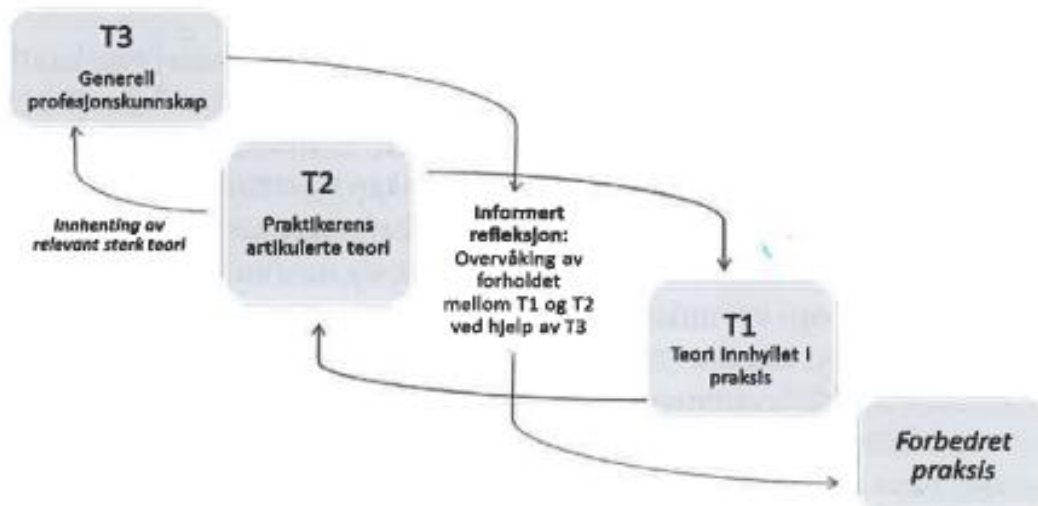 T3
Generell
profesjonskunnskap
T2
Praktikerens
artikulerte teori
Innhenting av
relevant sterk teori
Informert
refleksjon:
Overvåking av
forholdet
mellom T1 og T2
ved hjelp av T3
T1
Teori innhyllet i
praksis
Forbedret
praksis